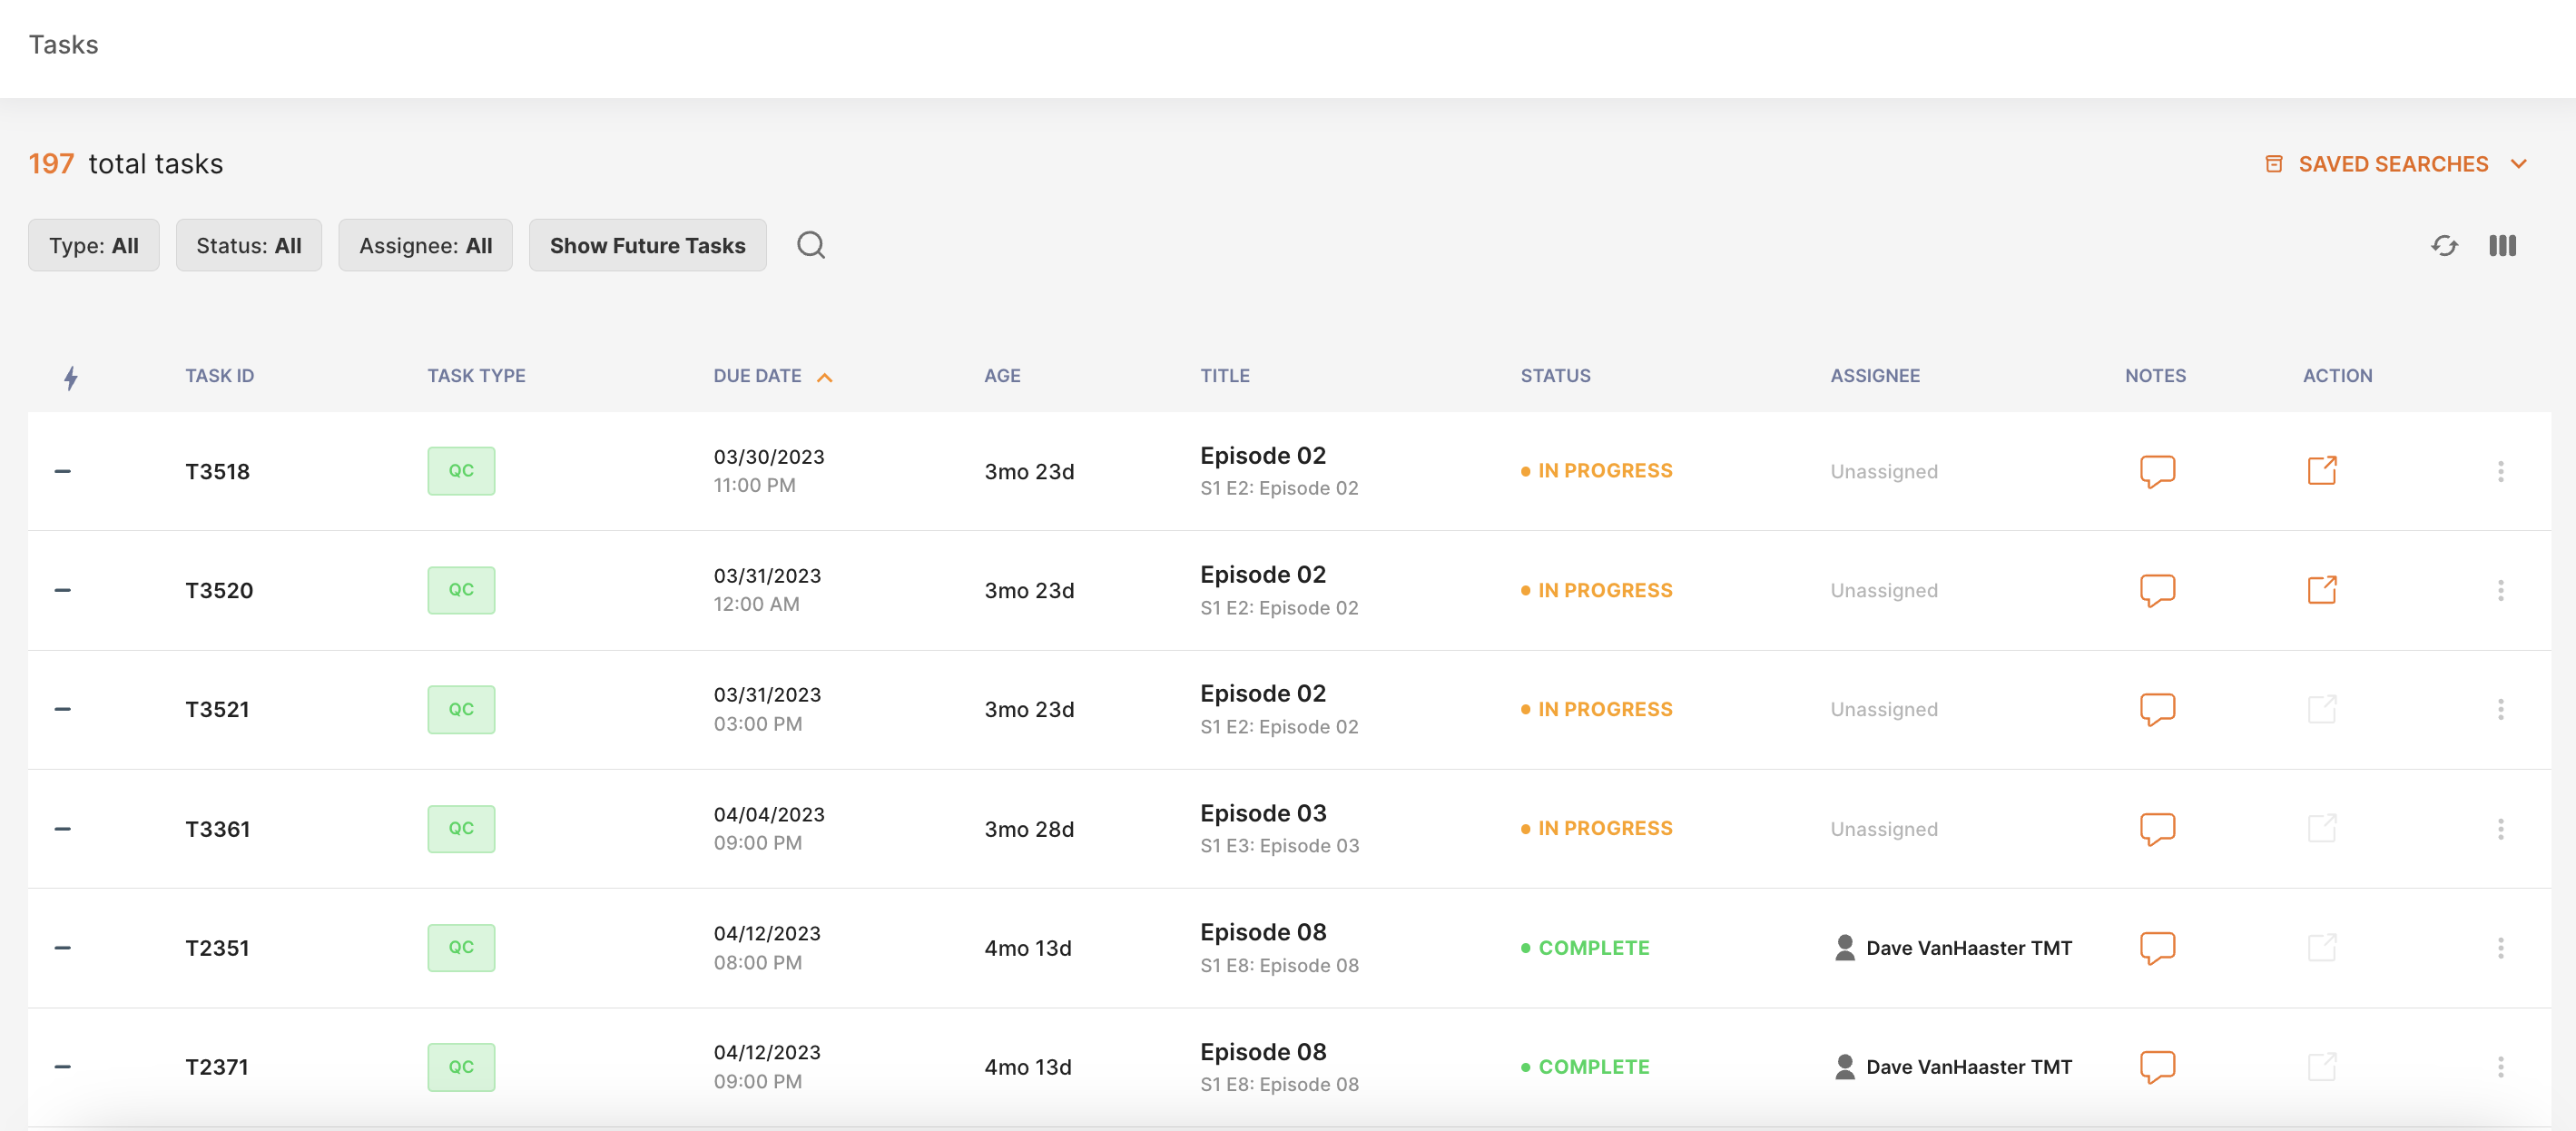 Tasks
197 total tasks
SAVED SEARCHES
Type: All Status: All Assignee: All Show Future Tasks
TASK ID TASK TYPE DUE DATE AGE TITLE STATUS ASSIGNEE NOTES ACTION
T3518 QC 03/30/2023 11:00 PM 3mo 23d Episode 02 S1 E2: Episode 02 IN PROGRESS Unassigned
T3520 QC 03/31/2023 12:00 AM 3mo 23d Episode 02 S1 E2: Episode 02 IN PROGRESS Unassigned
T3521 QC 03/31/2023 03:00 PM 3mo 23d Episode 02 S1 E2: Episode 02 IN PROGRESS Unassigned
T3361 QC 04/04/2023 09:00 PM 3mo 28d Episode 03 S1 E3: Episode 03 IN PROGRESS Unassigned
T2351 QC 04/12/2023 08:00 PM 4mo 13d Episode 08 S1 E8: Episode 08 COMPLETE Dave VanHaaster TMT
T2371 QC 04/12/2023 09:00 PM 4mo 13d Episode 08 S1 E8: Episode 08 COMPLETE Dave VanHaaster TMT